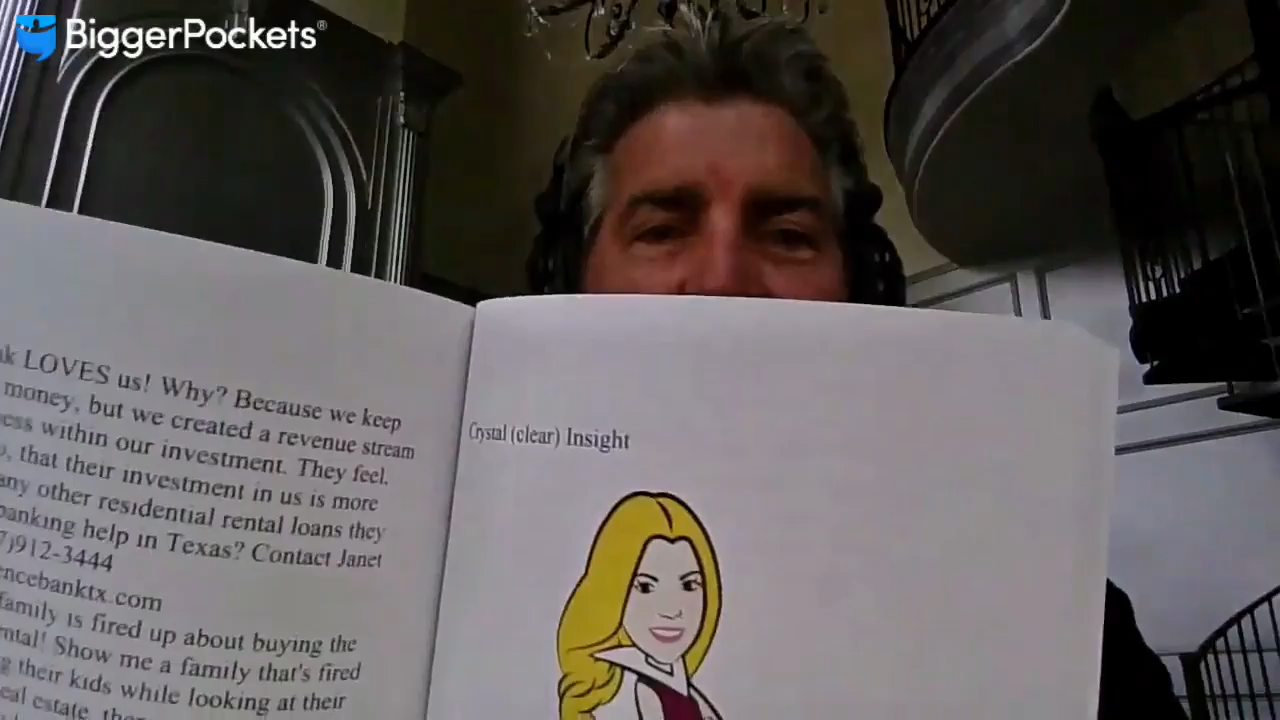 BiggerPockets®
LOVES us! Why? Because we keep
money, but we created a revenue stream
within our investment. They feel,
that their investment in us is more
any other residential rental loans they
banking help in Texas? Contact Janet
)912-3444
encebanktx.com
family is fired up about buying the
Show me a family that's fired
their kids while looking at their
real estate,
Crystal (clear) Insight